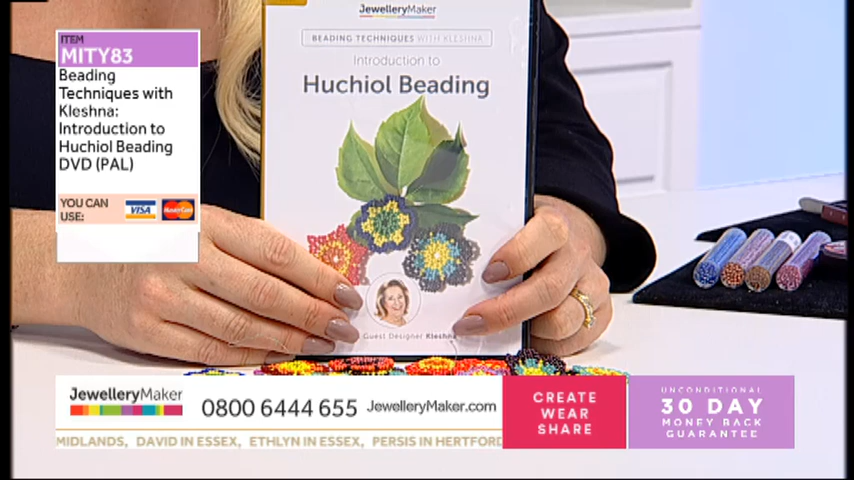 ITEM
MITY83
Beading
Techniques with
Kleshna:
Introduction to
Huchiol Beading
DVD (PAL)
YOU CAN
USE:
VISA
MasterCard
JewelleryMaker
BEADING TECHNIQUES WITH KLESHNA
Introduction to
Huchiol Beading
Guest Designer Kleshna
JewelleryMaker
0800 6444 655
JewelleryMaker.com
CREATE
WEAR
SHARE
UNCONDITIONAL
30 DAY
MONEY BACK
GUARANTEE
MIDLANDS, DAVID IN ESSEX, ETHLYN IN ESSEX, PERSIS IN HERTFORD